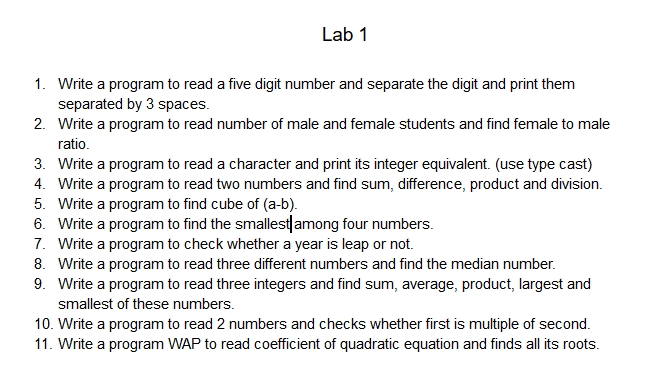 Lab 1
1. Write a program to read a five digit number and separate the digit and print them
separated by 3 spaces.
2. Write a program to read number of male and female students and find female to male
ratio.
3. Write a program to read a character and print its integer equivalent. (use type cast)
4. Write a program to read two numbers and find sum, difference, product and division.
5. Write a program to find cube of (a-b).
6. Write a program to find the smallest among four numbers.
7. Write a program to check whether a year is leap or not.
8. Write a program to read three different numbers and find the median number.
9. Write a program to read three integers and find sum, average, product, largest and
smallest of these numbers.
10. Write a program to read 2 numbers and checks whether first is multiple of second.
11. Write a program WAP to read coefficient of quadratic equation and finds all its roots.